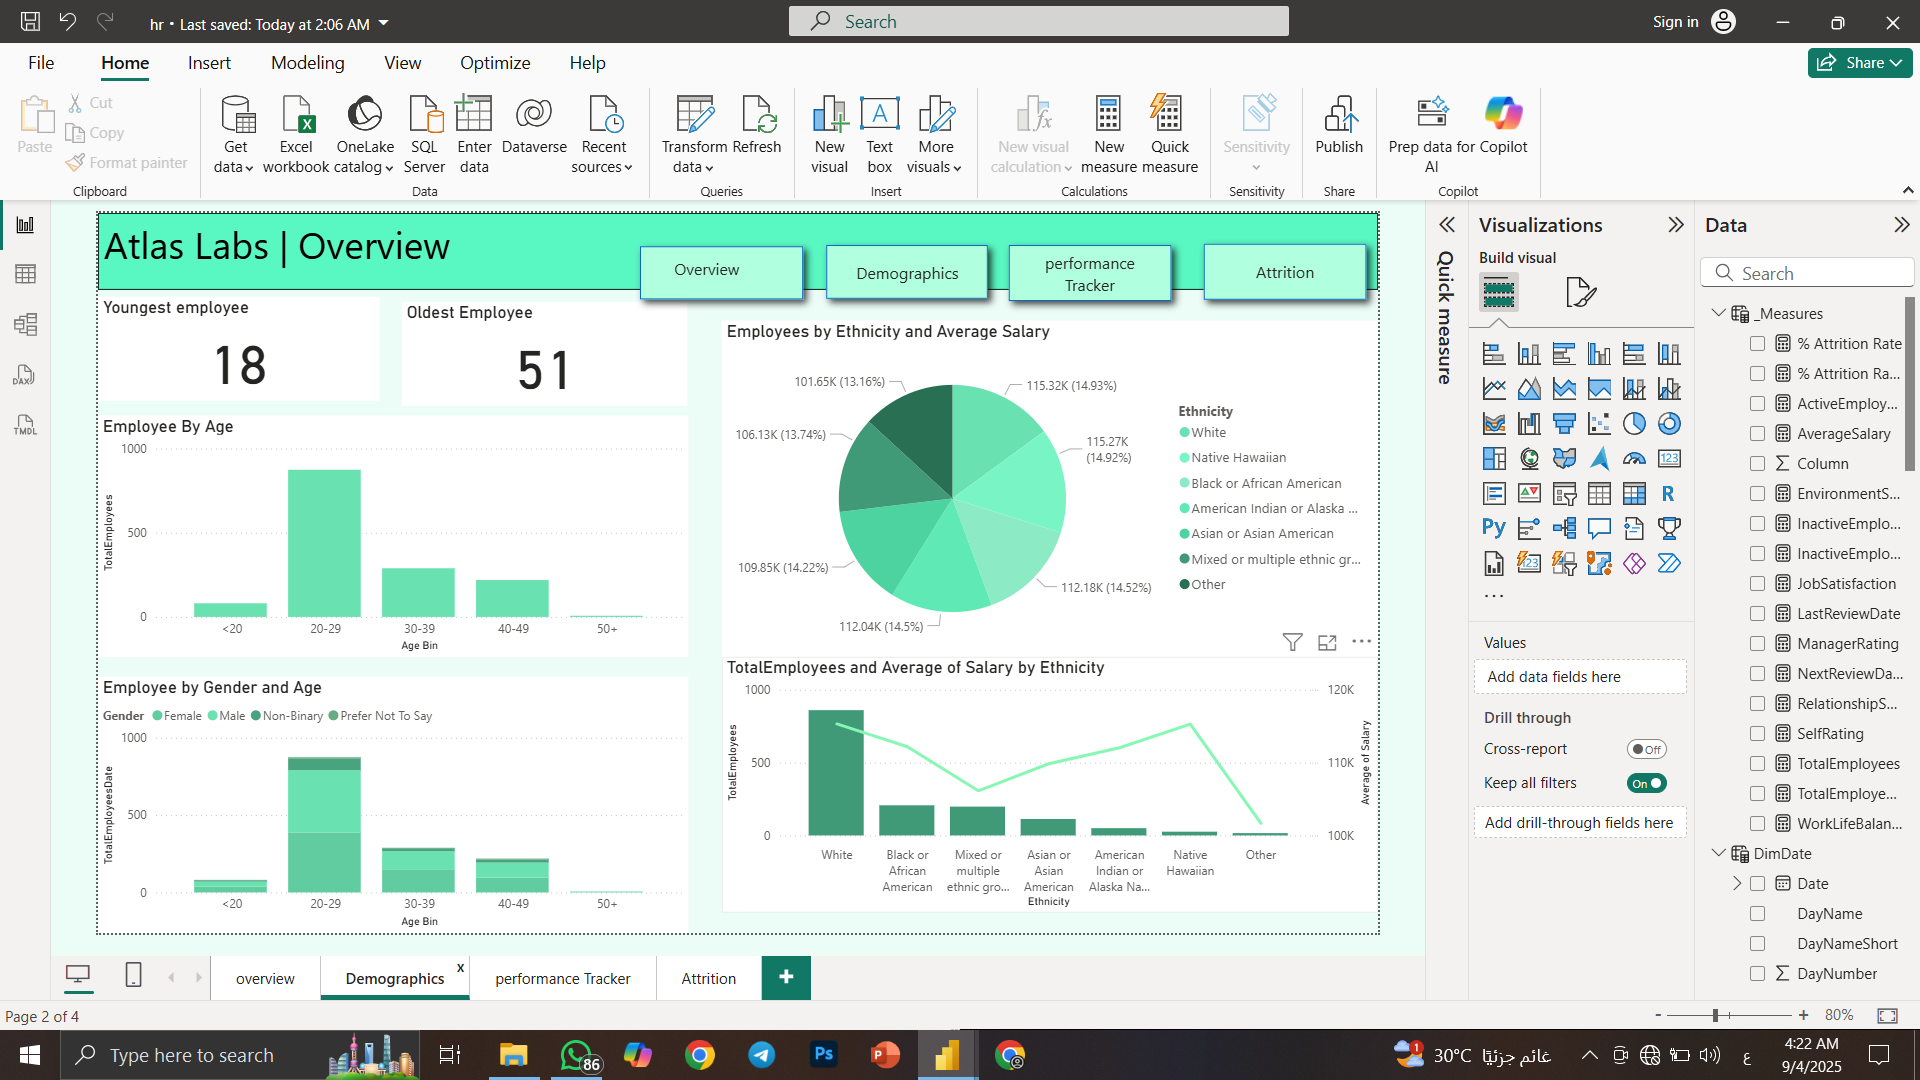 hr • Last saved: Today at 2:06 AM
Search
Sign in
File
Home
Insert
Modeling
View
Optimize
Help
Share
Paste
Cut
Copy
Format painter
Clipboard
Get data
Excel workbook
OneLake catalog
SQL Server
Enter data
Dataverse
Recent sources
Data
Transform data
Refresh
Queries
New visual
Text box
More visuals
Insert
New visual calculation
New measure
Quick measure
Calculations
Sensitivity
Sensitivity
Publish
Share
Prep data for AI
Copilot
Copilot
Atlas Labs | Overview
Overview
Demographics
performance
Tracker
Attrition
Youngest employee
18
Oldest Employee
51
Employee By Age
TotalEmployees
1000
500
0
<20
20-29
30-39
40-49
50+
Age Bin
Employee by Gender and Age
Gender
Female
Male
Non-Binary
Prefer Not To Say
TotalEmployeesDate
1000
500
0
<20
20-29
30-39
40-49
50+
Age Bin
Employees by Ethnicity and Average Salary
101.65K (13.16%)
115.32K (14.93%)
106.13K (13.74%)
115.27K
(14.92%)
109.85K (14.22%)
112.18K (14.52%)
112.04K (14.5%)
Ethnicity
White
Native Hawaiian
Black or African American
American Indian or Alaska ...
Asian or Asian American
Mixed or multiple ethnic gr...
Other
TotalEmployees and Average of Salary by Ethnicity
TotalEmployees
1000
500
0
120K
110K
100K
Average of Salary
White
Black or
African
American
Mixed or
multiple
ethnic gro...
Asian or
Asian
American
American
Indian or
Alaska Na...
Native
Hawaiian
Other
Ethnicity
Quick measure
Visualizations
Build visual
123
R
Py
123
...
Values
Add data fields here
Drill through
Cross-report
Off
Keep all filters
On
Add drill-through fields here
Data
Search
_Measures
% Attrition Rate
% Attrition Ra...
ActiveEmploy...
AverageSalary
Column
EnvironmentS...
InactiveEmplo...
InactiveEmplo...
JobSatisfaction
LastReviewDate
ManagerRating
NextReviewDa...
RelationshipS...
SelfRating
TotalEmployees
TotalEmploye...
WorkLifeBalan...
DimDate
Date
DayName
DayNameShort
DayNumber
DAX
TMDL
overview
Demographics
x
performance Tracker
Attrition
+
Page 2 of 4
-
+
80%
Type here to search
86
Ps
P
1
30°C
غائم جزئيًا
ع
4:22 AM
9/4/2025